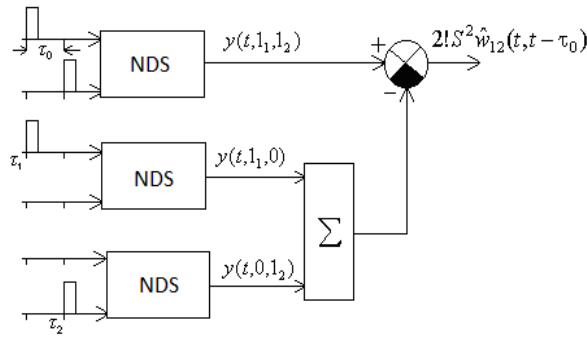 τ₀
NDS
y(t,1₁,1₂)
+
2!S²ŵ₁₂(t,t−τ₀)
−
τ₁
NDS
y(t,1₁,0)
Σ
NDS
y(t,0,1₂)
τ₂